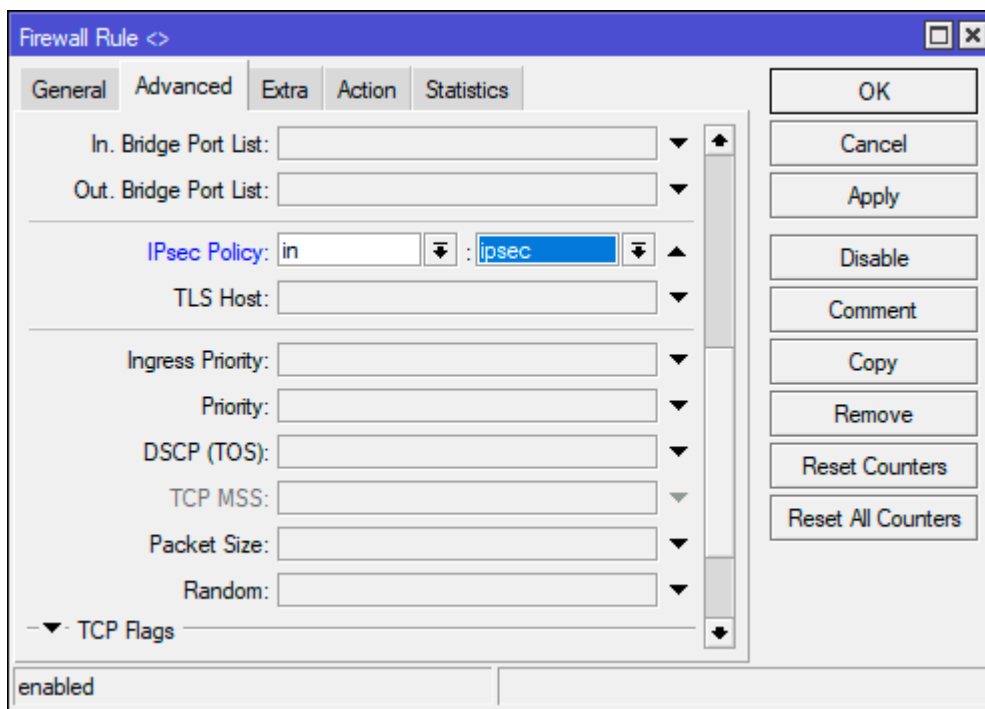 Firewall Rule <>
General Advanced Extra Action Statistics
In. Bridge Port List:
Out. Bridge Port List:
IPsec Policy: in : ipsec
TLS Host:
Ingress Priority:
Priority:
DSCP (TOS):
TCP MSS:
Packet Size:
Random:
TCP Flags
OK
Cancel
Apply
Disable
Comment
Copy
Remove
Reset Counters
Reset All Counters
enabled